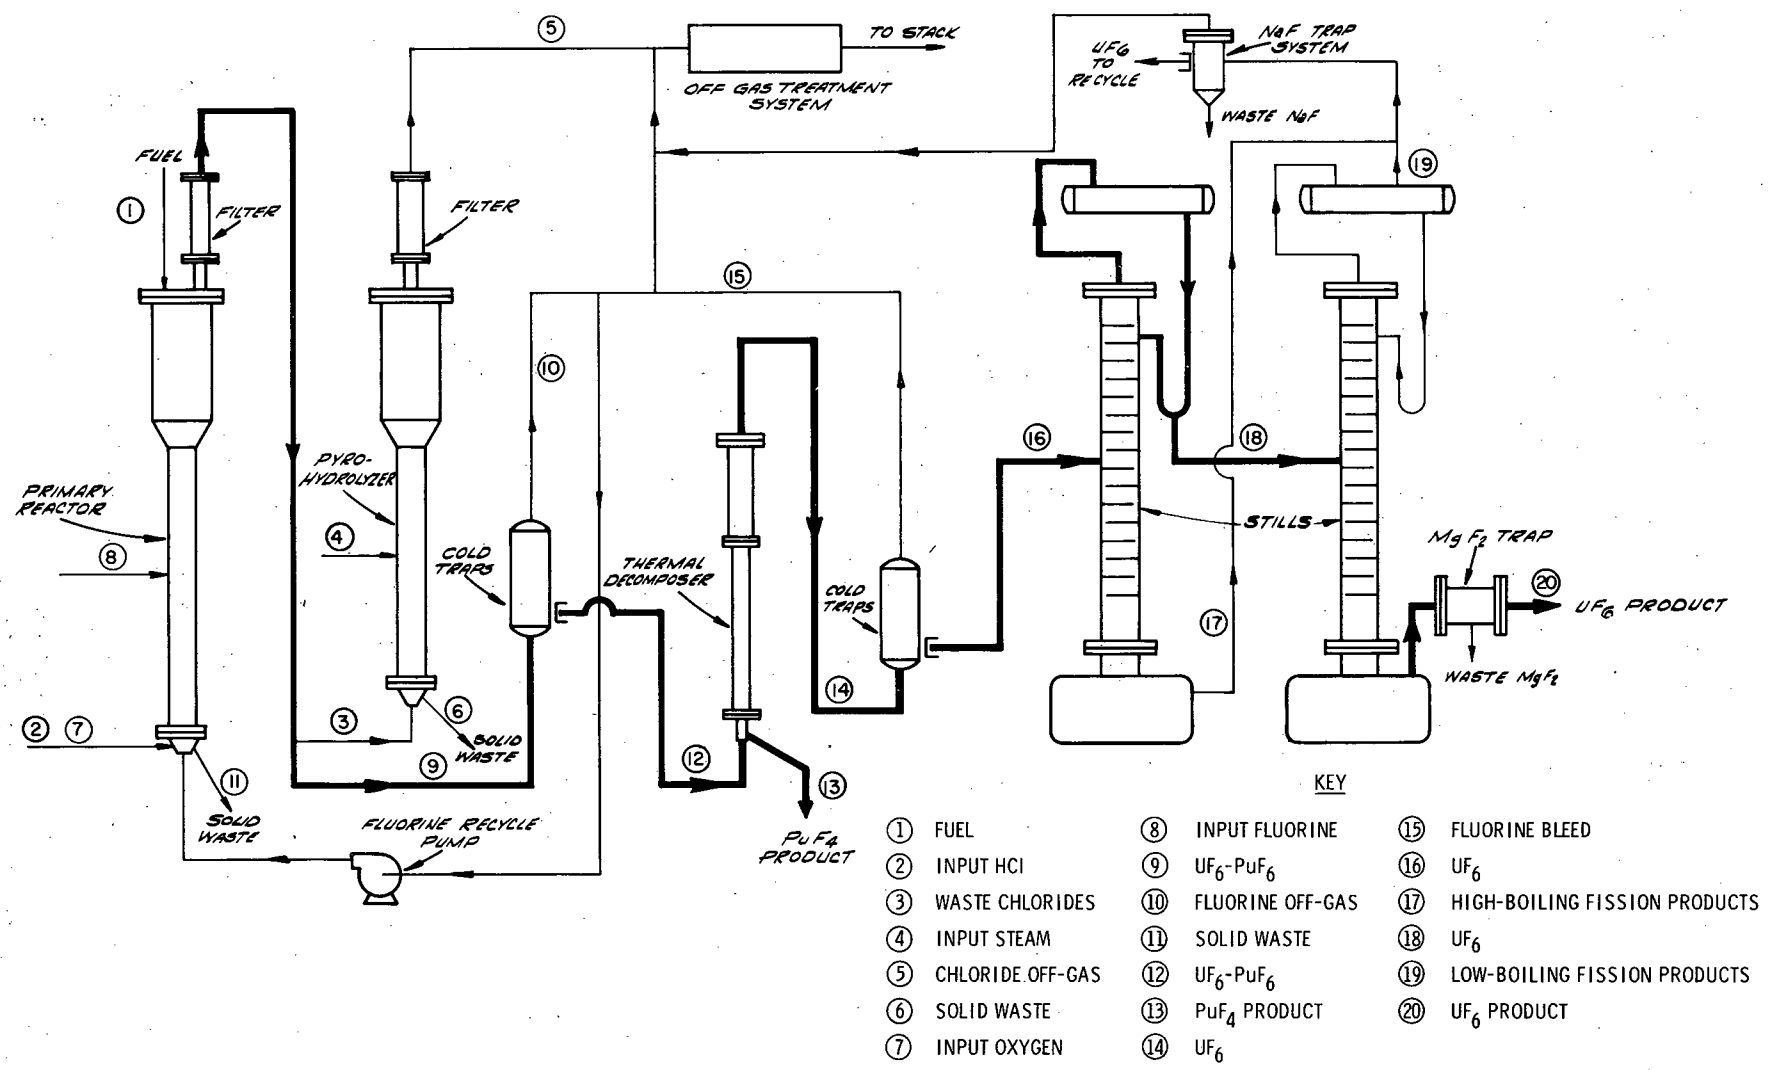 ⑤
TO STACK
OFF GAS TREATMENT
SYSTEM
UF6
TO
RECYCLE
NaF TRAP
SYSTEM
WASTE NaF
FUEL
①
FILTER
FILTER
⑲
⑮
⑩
⑯
⑱
PRIMARY
REACTOR
PYRO-
HYDROLYZER
⑧
④
COLD
TRAPS
THERMAL
DECOMPOSER
COLD
TRAPS
STILLS
MgF2 TRAP
⑳
UF6 PRODUCT
WASTE MgF2
⑰
⑭
② ⑦
③
⑥
SOLID
WASTE
⑨
⑫
⑬
⑪
SOLID
WASTE
FLUORINE RECYCLE
PUMP
PuF4
PRODUCT
KEY
① FUEL
② INPUT HCl
③ WASTE CHLORIDES
④ INPUT STEAM
⑤ CHLORIDE OFF-GAS
⑥ SOLID WASTE
⑦ INPUT OXYGEN
⑧ INPUT FLUORINE
⑨ UF6-PuF6
⑩ FLUORINE OFF-GAS
⑪ SOLID WASTE
⑫ UF6-PuF6
⑬ PuF4 PRODUCT
⑭ UF6
⑮ FLUORINE BLEED
⑯ UF6
⑰ HIGH-BOILING FISSION PRODUCTS
⑱ UF6
⑲ LOW-BOILING FISSION PRODUCTS
⑳ UF6 PRODUCT